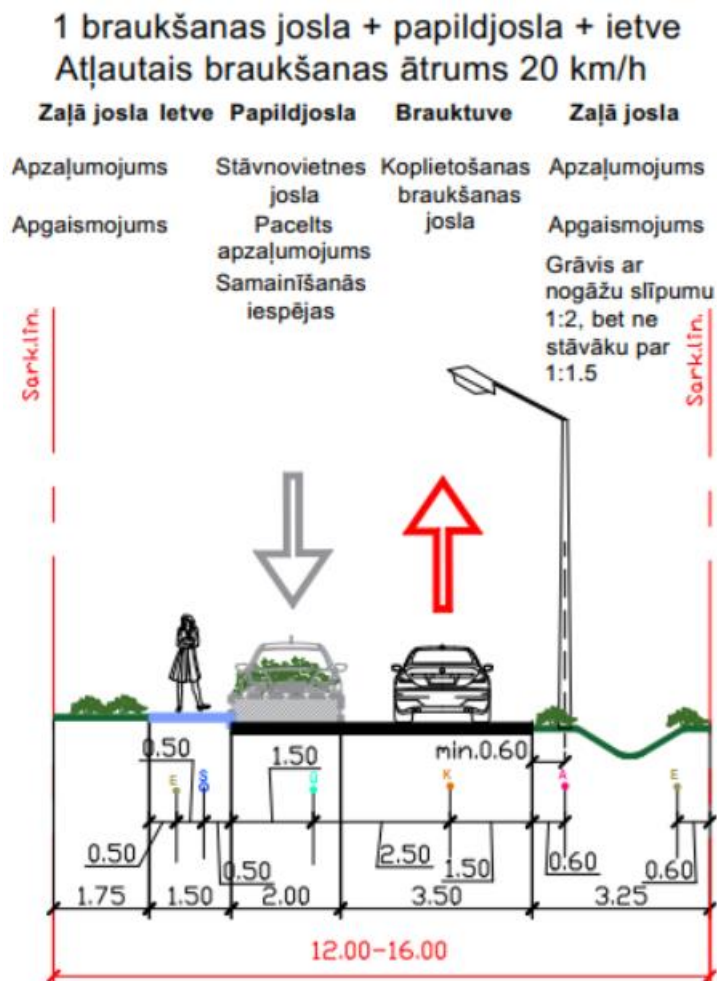 1 braukšanas josla + papildjosla + ietve
Atļautais braukšanas ātrums 20 km/h
Zaļā josla Ietve Papildjosla Brauktuve Zaļā josla
Apzaļumojums
Apgaismojums
Stāvnovietnes
josla
Pacelts
apzaļumojums
Samainīšanās
iespējas
Koplietošanas
braukšanas
josla
Apzaļumojums
Apgaismojums
Grāvis ar
nogāžu slīpumu
1:2, bet ne
stāvāku par
1:1.5
Sark.līn.
Sark.līn.
0.50 1.50 min.0.60
E S Ū K A E
0.50 0.50 2.50 1.50 0.60 0.60
1.75 1.50 2.00 3.50 3.25
12.00-16.00